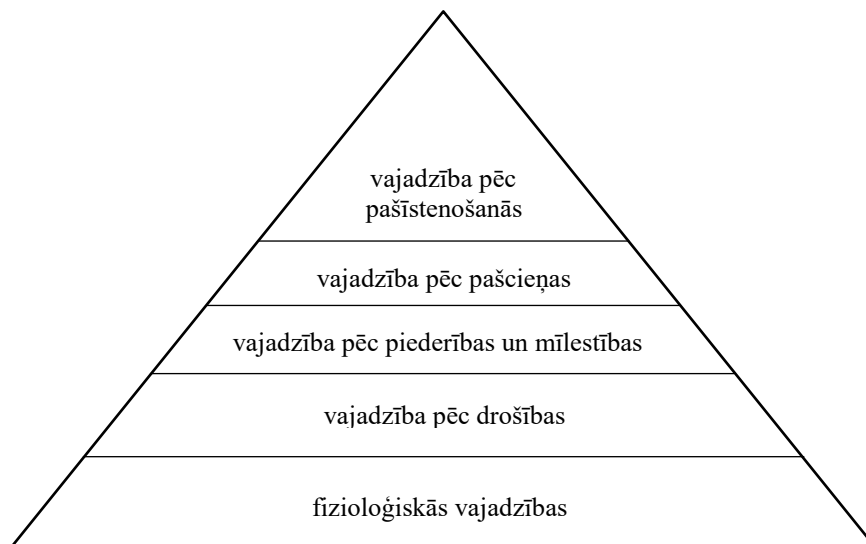 vajadzība pēc
pašīstenošanās
vajadzība pēc pašcieņas
vajadzība pēc piederības un mīlestības
vajadzība pēc drošības
fizioloģiskās vajadzības